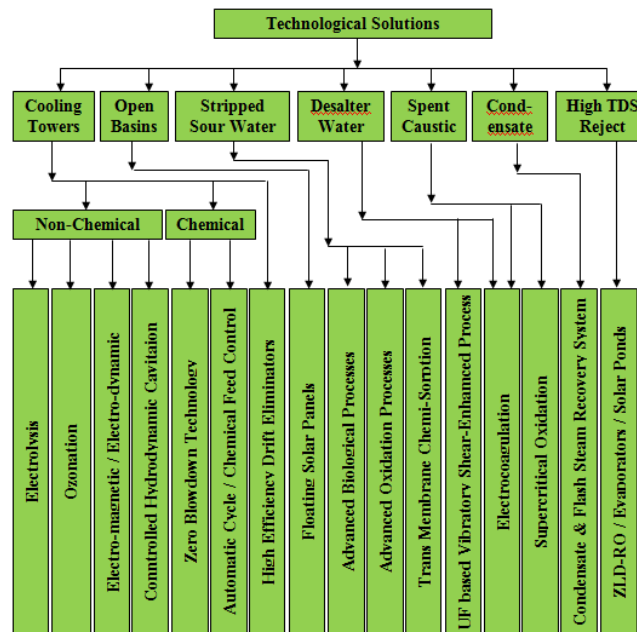 Technological Solutions
Cooling
Towers
Open
Basins
Stripped
Sour Water
Desalter
Water
Spent
Caustic
Cond-
ensate
High TDS
Reject
Non-Chemical
Chemical
Electrolysis
Ozonation
Electro-magnetic / Electro-dynamic
Conntrolled Hydrodynamic Cavitaion
Zero Blowdown Technology
Automatic Cycle / Chemical Feed Control
High Efficiency Drift Eliminators
Floating Solar Panels
Advanced Biological Processes
Advanced Oxidation Processes
Trans Membrane Chemi-Sorption
UF based Vibratory Shear-Enhanced Process
Electrocoagulation
Supercritical Oxidation
Condensate & Flash Steam Recovery System
ZLD-RO / Evaporators / Solar Ponds